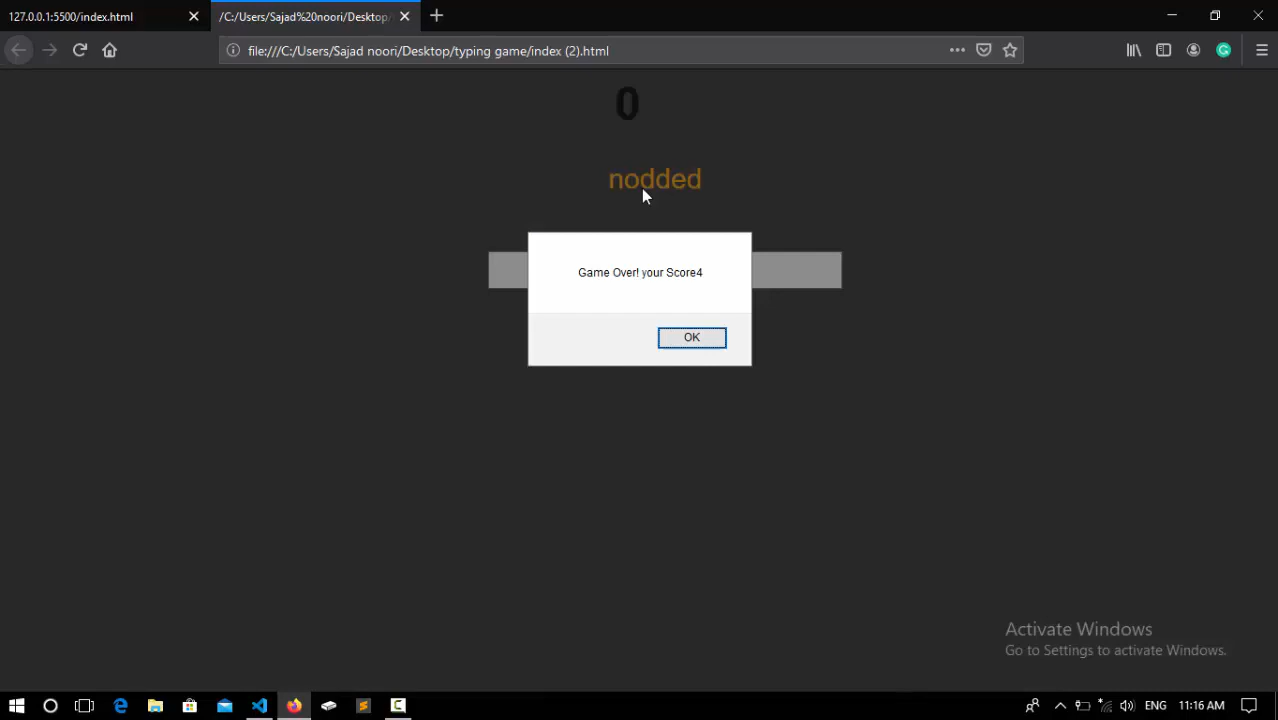 127.0.0.1:5500/index.html
/C:/Users/Sajad%20noori/Desktop/
file:///C:/Users/Sajad noori/Desktop/typing game/index (2).html
0
nodded
Game Over! your Score4
OK
Activate Windows
Go to Settings to activate Windows.
ENG
11:16 AM